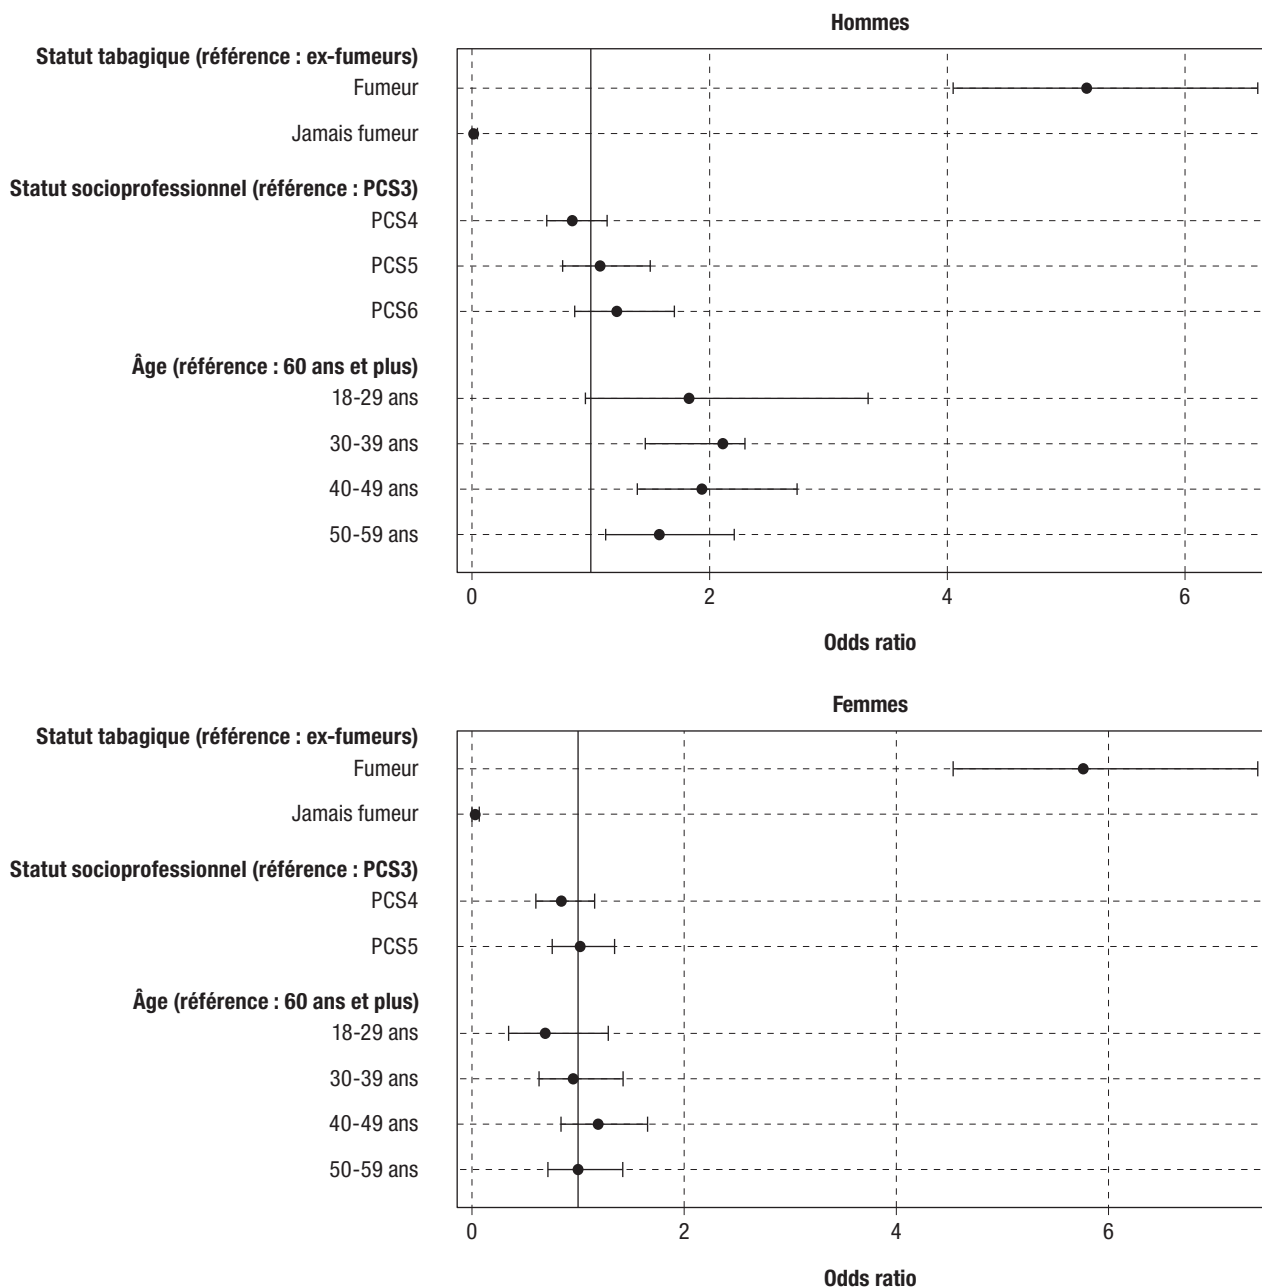 Hommes
Statut tabagique (référence : ex-fumeurs)
Fumeur
Jamais fumeur
Statut socioprofessionnel (référence : PCS3)
PCS4
PCS5
PCS6
Âge (référence : 60 ans et plus)
18-29 ans
30-39 ans
40-49 ans
50-59 ans
0 2 4 6
Odds ratio
Femmes
Statut tabagique (référence : ex-fumeurs)
Fumeur
Jamais fumeur
Statut socioprofessionnel (référence : PCS3)
PCS4
PCS5
Âge (référence : 60 ans et plus)
18-29 ans
30-39 ans
40-49 ans
50-59 ans
0 2 4 6
Odds ratio